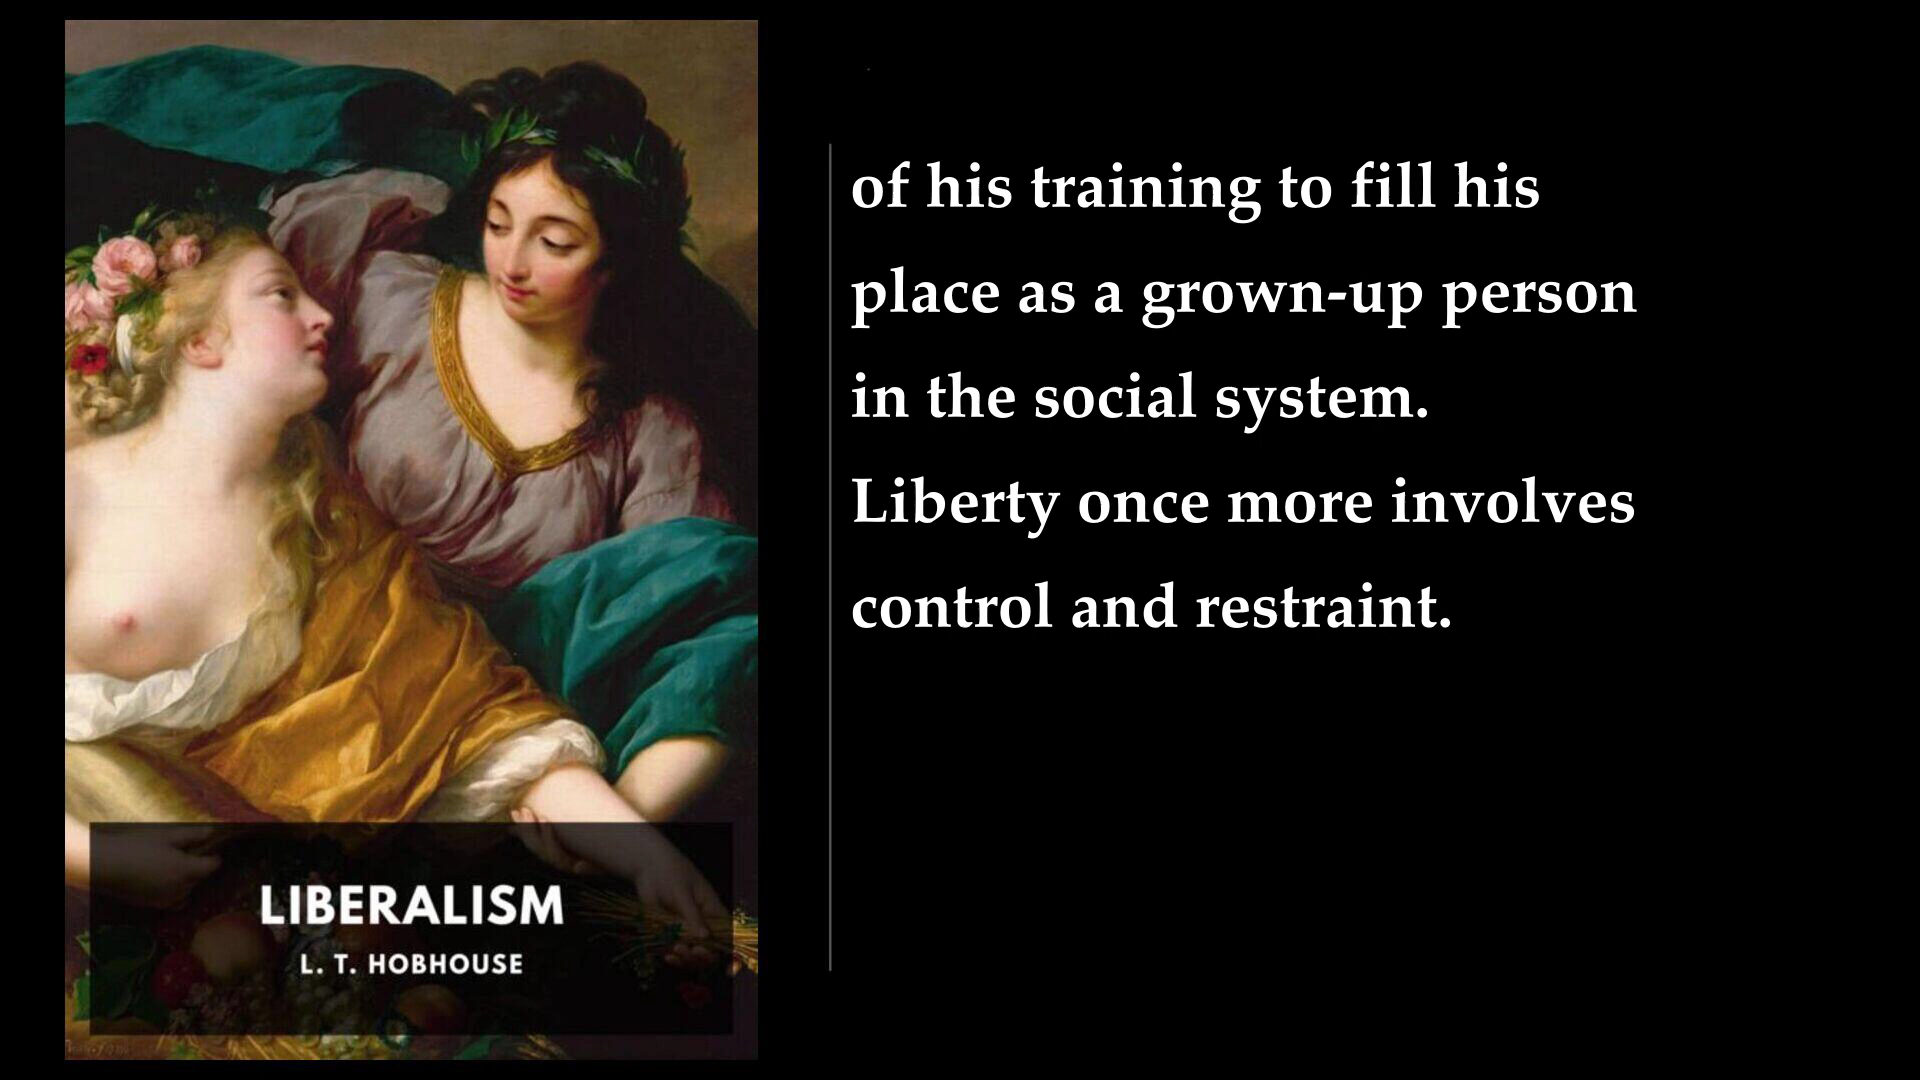 of his training to fill his
place as a grown-up person
in the social system.
Liberty once more involves
control and restraint.
LIBERALISM
L. T. HOBHOUSE